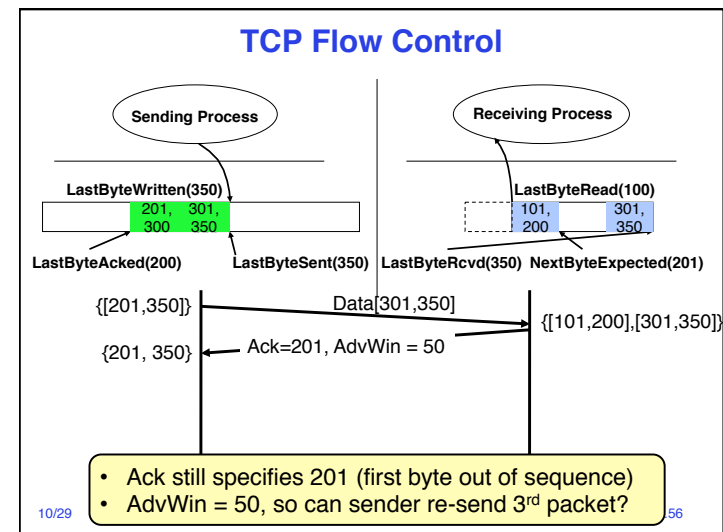 TCP Flow Control
Sending Process
Receiving Process
LastByteWritten(350)
LastByteRead(100)
201, 301,
300 350
101, 301,
200 350
LastByteAcked(200) LastByteSent(350) LastByteRcvd(350) NextByteExpected(201)
{[201,350]}
Data[301,350]
{[101,200],[301,350]}
{201, 350}
Ack=201, AdvWin = 50
• Ack still specifies 201 (first byte out of sequence)
• AdvWin = 50, so can sender re-send 3rd packet?
10/29
.56